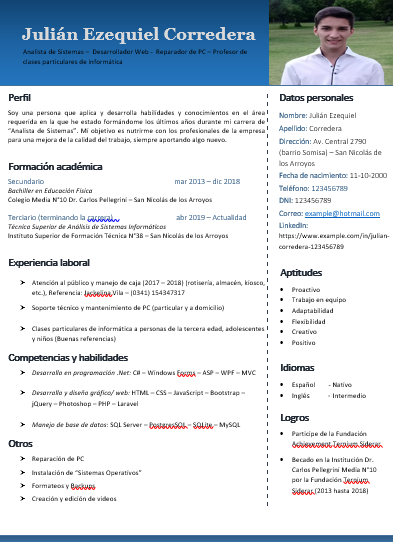 Julián Ezequiel Corredera
Analista de Sistemas – Desarrollador Web - Reparador de PC – Profesor de
clases particulares de informática
Perfil
Soy una persona que aplica y desarrolla habilidades y conocimientos en el área
requerida en la que he estado formándome los últimos años durante mi carrera de
"Analista de Sistemas". Mi objetivo es nutrirme con los profesionales de la empresa
para una mejora de la calidad del trabajo, siempre aportando algo nuevo.
Formación académica
Secundario mar 2013 – dic 2018
Bachiller en Educación Física
Colegio Media N°10 Dr. Carlos Pellegrini – San Nicolás de los Arroyos
Terciario (terminando la carrera) abr 2019 – Actualidad
Técnico Superior de Análisis de Sistemas Informáticos
Instituto Superior de Formación Técnica N°38 – San Nicolás de los Arroyos
Experiencia laboral
Atención al público y manejo de caja (2017 – 2018) (rotisería, almacén, kiosco,
etc.), Referencia: Jackelina Vila – (0341) 154347317
Soporte técnico y mantenimiento de PC (particular y a domicilio)
Clases particulares de informática a personas de la tercera edad, adolescentes
y niños (Buenas referencias)
Competencias y habilidades
Desarrollo en programación .Net: C# – Windows Forms – ASP – WPF – MVC
Desarrollo y diseño gráfico/ web: HTML – CSS – JavaScript – Bootstrap –
jQuery – Photoshop – PHP – Laravel
Manejo de base de datos: SQL Server – PostgreSQL – SQLite – MySQL
Otros
Reparación de PC
Instalación de "Sistemas Operativos"
Formateos y Backups
Creación y edición de videos
Datos personales
Nombre: Julián Ezequiel
Apellido: Corredera
Dirección: Av. Central 2790
(barrio Somisa) – San Nicolás de
los Arroyos
Fecha de nacimiento: 11-10-2000
Teléfono: 123456789
DNI: 123456789
Correo: example@hotmail.com
LinkedIn:
https://www.example.com/in/julian-
corredera-123456789
Aptitudes
Proactivo
Trabajo en equipo
Adaptabilidad
Flexibilidad
Creativo
Positivo
Idiomas
Español - Nativo
Inglés - Intermedio
Logros
Participe de la Fundación
Achievement Ternium Sideras
Becado en la Institución Dr.
Carlos Pellegrini Media N°10
por la Fundación Ternium
Sideras (2013 hasta 2018)